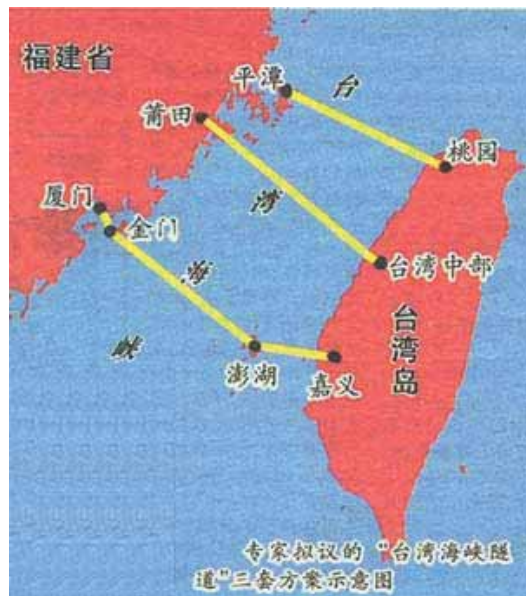 福建省
平潭
台
莆田
桃园
湾
厦门
金门
海
台湾中部
台湾岛
峡
澎湖
嘉义
专家拟议的“台湾海峡隧
道”三套方案示意图